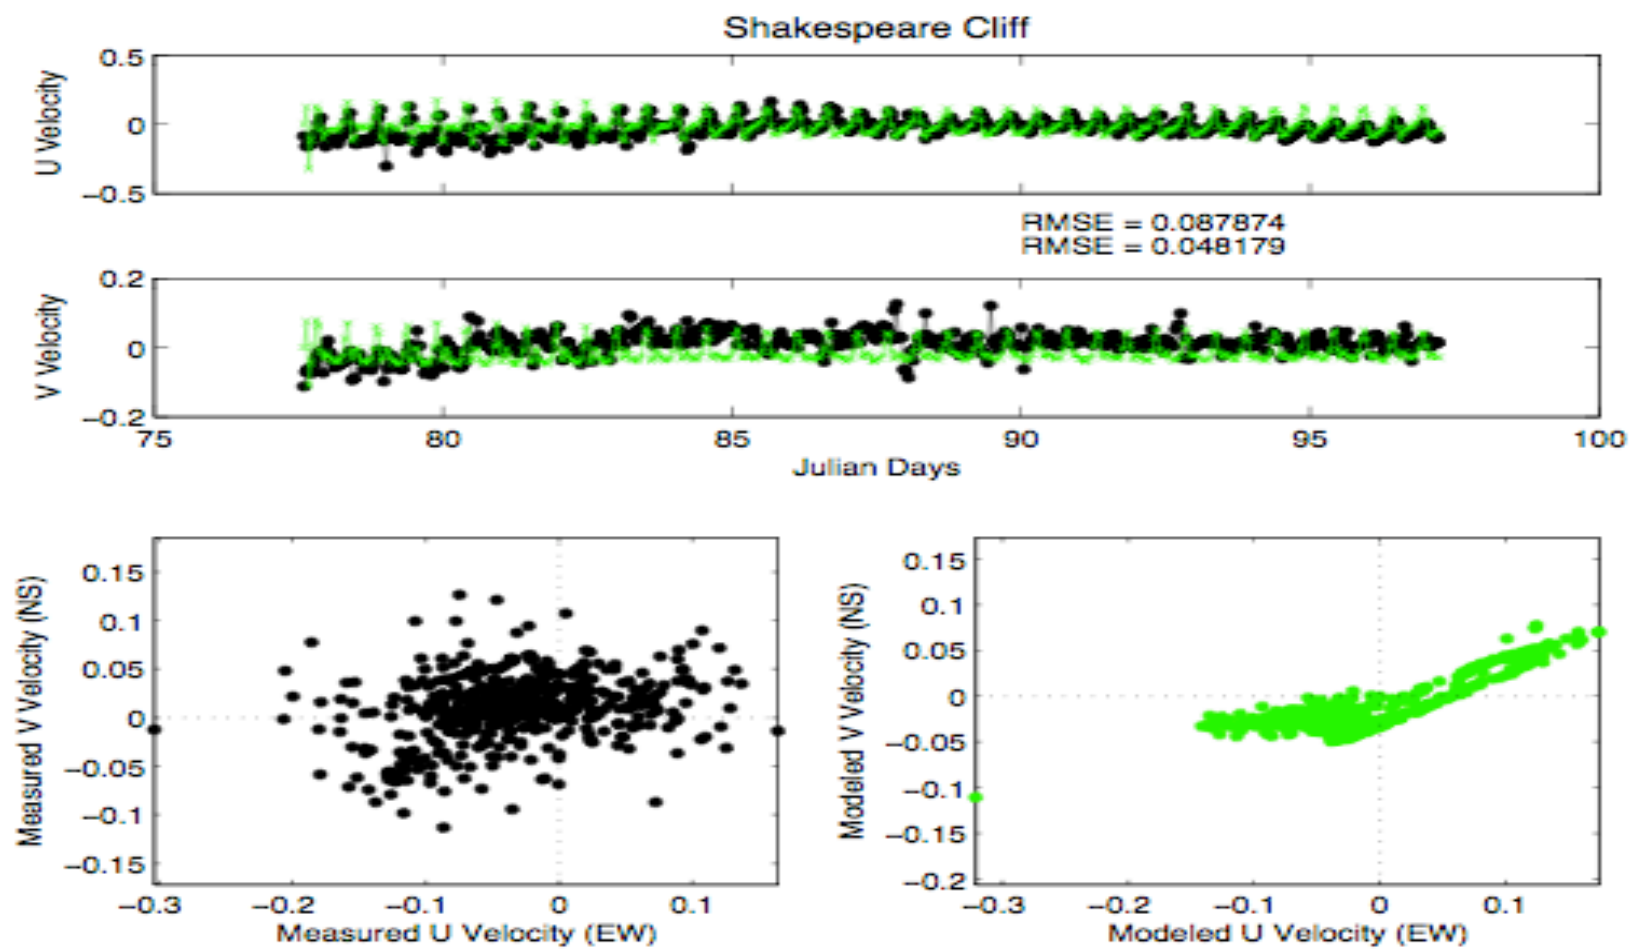 Shakespeare Cliff
0.5
0
−0.5
U Velocity
RMSE = 0.087874
RMSE = 0.048179
0.2
0
−0.2
V Velocity
75 80 85 90 95 100
Julian Days
0.15
0.1
0.05
0
−0.05
−0.1
−0.15
Measured V Velocity (NS)
−0.3 −0.2 −0.1 0 0.1
Measured U Velocity (EW)
0.15
0.1
0.05
0
−0.05
−0.1
−0.15
−0.2
Modeled V Velocity (NS)
−0.3 −0.2 −0.1 0 0.1
Modeled U Velocity (EW)